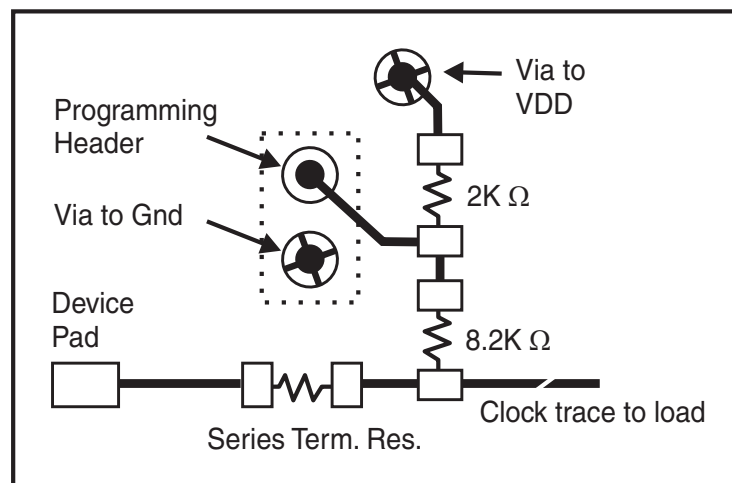 Via to
VDD
Programming
Header
2K Ω
Via to Gnd
Device
Pad
8.2K Ω
Clock trace to load
Series Term. Res.